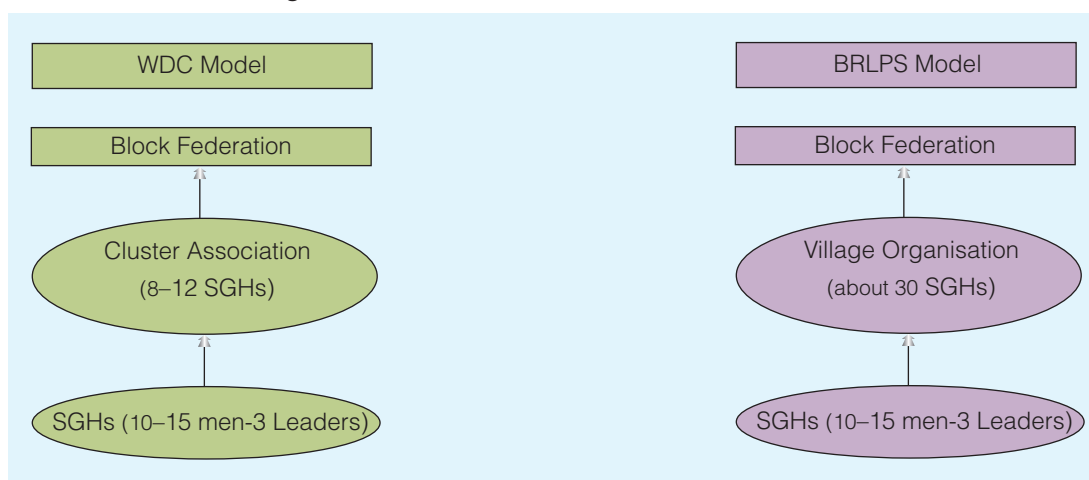 WDC Model
Block Federation
Cluster Association
(8–12 SGHs)
SGHs (10–15 men-3 Leaders)
BRLPS Model
Block Federation
Village Organisation
(about 30 SGHs)
SGHs (10–15 men-3 Leaders)